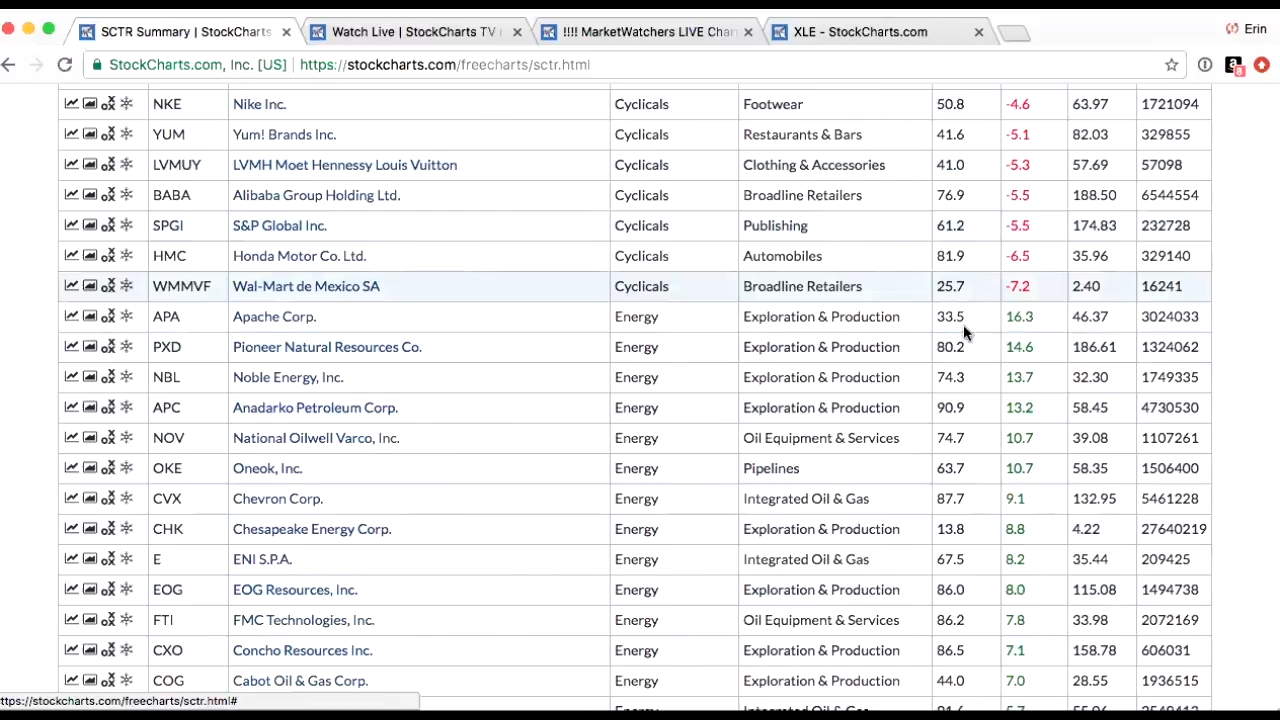 SCTR Summary | StockCharts Watch Live | StockCharts TV !!!! MarketWatchers LIVE Char XLE - StockCharts.com Erin
StockCharts.com, Inc. [US] https://stockcharts.com/freecharts/sctr.html
NKE Nike Inc. Cyclicals Footwear 50.8 -4.6 63.97 1721094
YUM Yum! Brands Inc. Cyclicals Restaurants & Bars 41.6 -5.1 82.03 329855
LVMUY LVMH Moet Hennessy Louis Vuitton Cyclicals Clothing & Accessories 41.0 -5.3 57.69 57098
BABA Alibaba Group Holding Ltd. Cyclicals Broadline Retailers 76.9 -5.5 188.50 6544554
SPGI S&P Global Inc. Cyclicals Publishing 61.2 -5.5 174.83 232728
HMC Honda Motor Co. Ltd. Cyclicals Automobiles 81.9 -6.5 35.96 329140
WMMVF Wal-Mart de Mexico SA Cyclicals Broadline Retailers 25.7 -7.2 2.40 16241
APA Apache Corp. Energy Exploration & Production 33.5 16.3 46.37 3024033
PXD Pioneer Natural Resources Co. Energy Exploration & Production 80.2 14.6 186.61 1324062
NBL Noble Energy, Inc. Energy Exploration & Production 74.3 13.7 32.30 1749335
APC Anadarko Petroleum Corp. Energy Exploration & Production 90.9 13.2 58.45 4730530
NOV National Oilwell Varco, Inc. Energy Oil Equipment & Services 74.7 10.7 39.08 1107261
OKE Oneok, Inc. Energy Pipelines 63.7 10.7 58.35 1506400
CVX Chevron Corp. Energy Integrated Oil & Gas 87.7 9.1 132.95 5461228
CHK Chesapeake Energy Corp. Energy Exploration & Production 13.8 8.8 4.22 27640219
E ENI S.P.A. Energy Integrated Oil & Gas 67.5 8.2 35.44 209425
EOG EOG Resources, Inc. Energy Exploration & Production 86.0 8.0 115.08 1494738
FTI FMC Technologies, Inc. Energy Oil Equipment & Services 86.2 7.8 33.98 2072169
CXO Concho Resources Inc. Energy Exploration & Production 86.5 7.1 158.78 606031
COG Cabot Oil & Gas Corp. Energy Exploration & Production 44.0 7.0 28.55 1936515
ttps://stockcharts.com/freecharts/sctr.html#